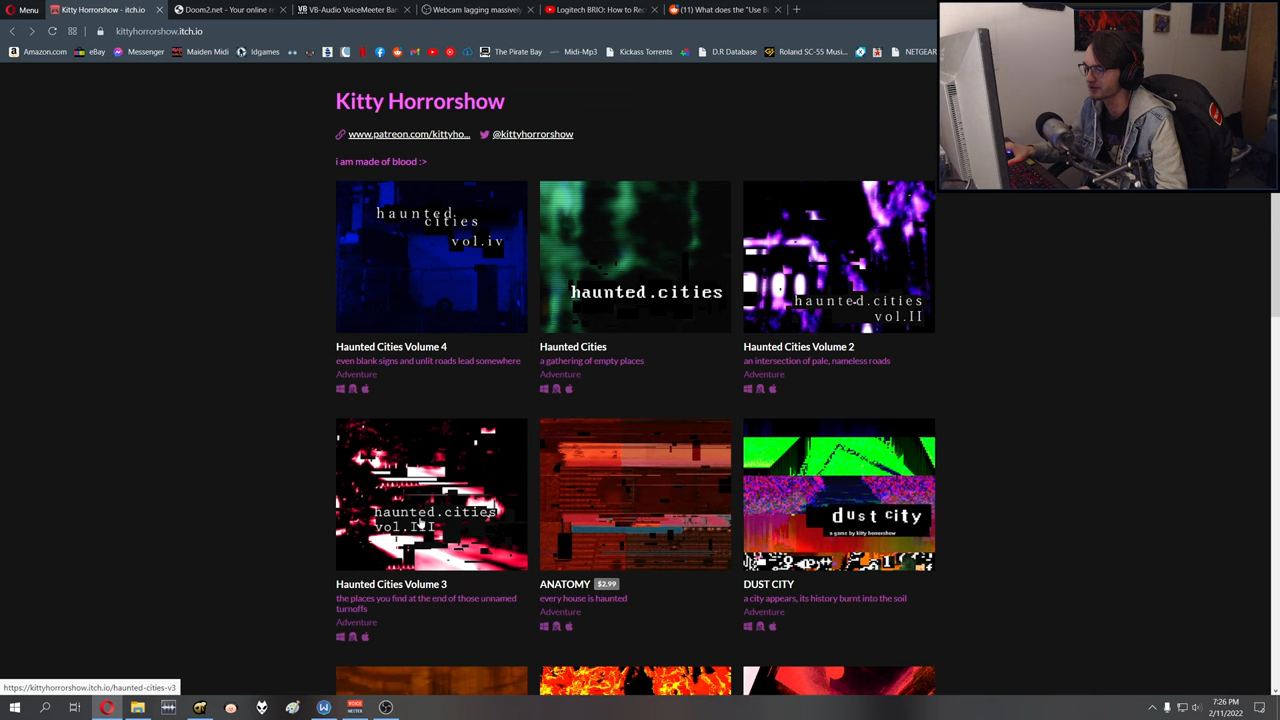 Menu
Kitty Horrorshow - itch.io
Doom2.net - Your online re
VB-Audio VoiceMeeter Ban
Webcam lagging massively
Logitech BRIO: How to Rec
(11) What does the "Use B
kittyhorrorshow.itch.io
Amazon.com
eBay
Messenger
Maiden Midi
Idgames
The Pirate Bay
Midi-Mp3
Kickass Torrents
D.R Database
Roland SC-55 Musi...
NETGEAR
Kitty Horrorshow
www.patreon.com/kittyho...
@kittyhorrorshow
i am made of blood :>
haunted.
cities
vol.iv
haunted.cities
haunted.cities
vol.II
Haunted Cities Volume 4
even blank signs and unlit roads lead somewhere
Adventure
Haunted Cities
a gathering of empty places
Adventure
Haunted Cities Volume 2
an intersection of pale, nameless roads
Adventure
haunted.cities
vol.III
dust city
a game by kitty horrorshow
Haunted Cities Volume 3
the places you find at the end of those unnamed
turnoffs
Adventure
ANATOMY $2.99
every house is haunted
Adventure
DUST CITY
a city appears, its history burnt into the soil
Adventure
https://kittyhorrorshow.itch.io/haunted-cities-v3
VOICE
MEETER
7:26 PM
2/11/2022